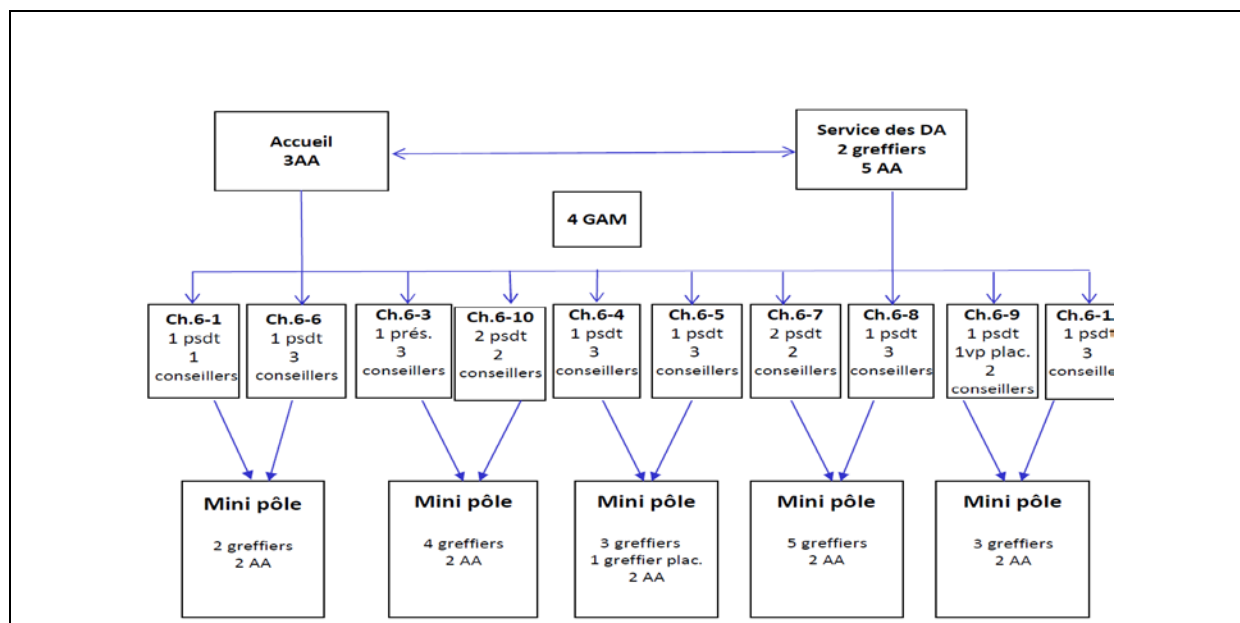 Accueil
3AA
Service des DA
2 greffiers
5 AA
4 GAM
Ch.6-1
1 psdt
1
conseillers
Ch.6-6
1 psdt
3
conseillers
Ch.6-3
1 prés.
3
conseillers
Ch.6-10
2 psdt
2
conseillers
Ch.6-4
1 psdt
3
conseillers
Ch.6-5
1 psdt
3
conseillers
Ch.6-7
2 psdt
2
conseillers
Ch.6-8
1 psdt
3
conseillers
Ch.6-9
1 psdt
1vp plac.
2
conseillers
1 psdt
3
Mini pôle
2 greffiers
2 AA
Mini pôle
4 greffiers
2 AA
Mini pôle
3 greffiers
1 greffier plac.
2 AA
Mini pôle
5 greffiers
2 AA
Mini pôle
3 greffiers
2 AA